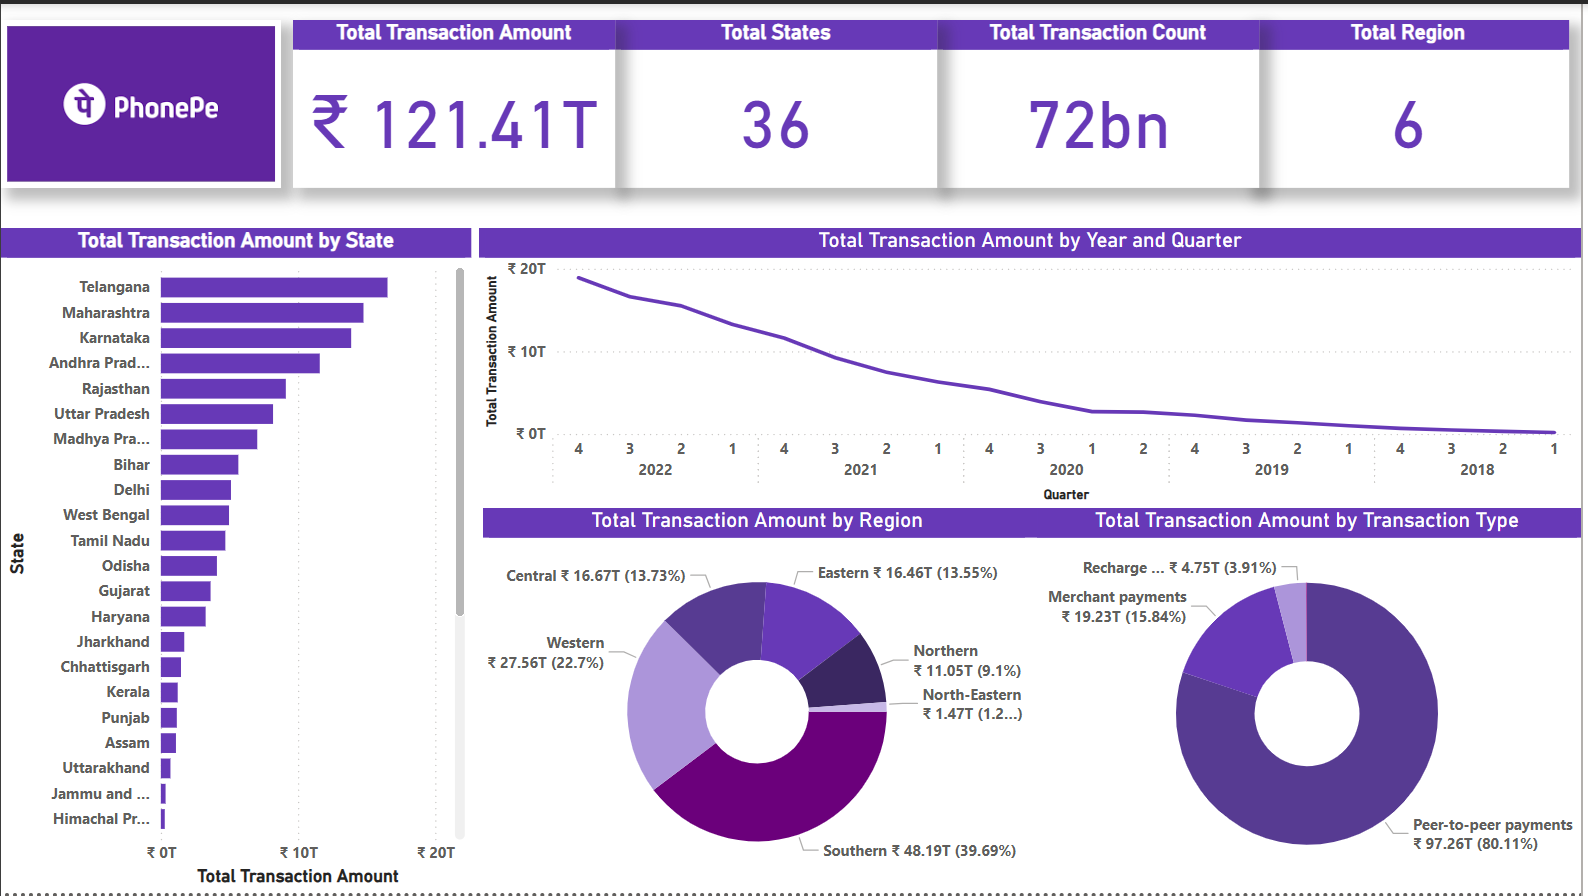 पे PhonePe
Total Transaction Amount
₹ 121.41T
Total States
36
Total Transaction Count
72bn
Total Region
6
Total Transaction Amount by State
State
Telangana
Maharashtra
Karnataka
Andhra Prad...
Rajasthan
Uttar Pradesh
Madhya Pra...
Bihar
Delhi
West Bengal
Tamil Nadu
Odisha
Gujarat
Haryana
Jharkhand
Chhattisgarh
Kerala
Punjab
Assam
Uttarakhand
Jammu and ...
Himachal Pr...
₹ 0T ₹ 10T ₹ 20T
Total Transaction Amount
Total Transaction Amount by Year and Quarter
Total Transaction Amount
₹ 20T
₹ 10T
₹ 0T
4 3 2 1 4 3 2 1 4 3 1 2 4 3 2 1 4 3 2 1
2022 2021 2020 2019 2018
Quarter
Total Transaction Amount by Region
Central ₹ 16.67T (13.73%)
Eastern ₹ 16.46T (13.55%)
Western
₹ 27.56T (22.7%)
Northern
₹ 11.05T (9.1%)
North-Eastern
₹ 1.47T (1.2...)
Southern ₹ 48.19T (39.69%)
Total Transaction Amount by Transaction Type
Recharge ... ₹ 4.75T (3.91%)
Merchant payments
₹ 19.23T (15.84%)
Peer-to-peer payments
₹ 97.26T (80.11%)